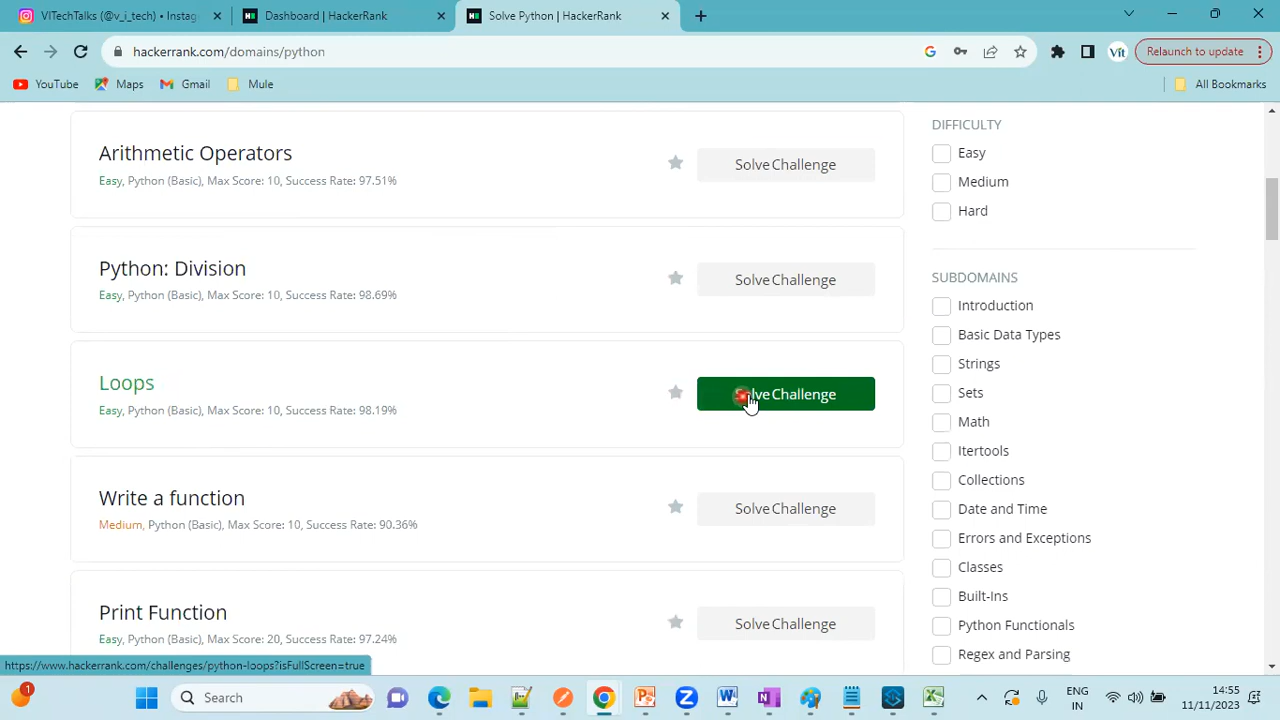 VITechTalks (@v_i_tech) • Instag
Dashboard | HackerRank
Solve Python | HackerRank
hackerrank.com/domains/python
Vit
Relaunch to update
YouTube
Maps
Gmail
Mule
All Bookmarks
Arithmetic Operators
Easy, Python (Basic), Max Score: 10, Success Rate: 97.51%
Solve Challenge
Python: Division
Easy, Python (Basic), Max Score: 10, Success Rate: 98.69%
Solve Challenge
Loops
Easy, Python (Basic), Max Score: 10, Success Rate: 98.19%
Solve Challenge
Write a function
Medium, Python (Basic), Max Score: 10, Success Rate: 90.36%
Solve Challenge
Print Function
Easy, Python (Basic), Max Score: 20, Success Rate: 97.24%
Solve Challenge
DIFFICULTY
Easy
Medium
Hard
SUBDOMAINS
Introduction
Basic Data Types
Strings
Sets
Math
Itertools
Collections
Date and Time
Errors and Exceptions
Classes
Built-Ins
Python Functionals
Regex and Parsing
https://www.hackerrank.com/challenges/python-loops?isFullScreen=true
1
Search
ENG
IN
14:55
11/11/2023